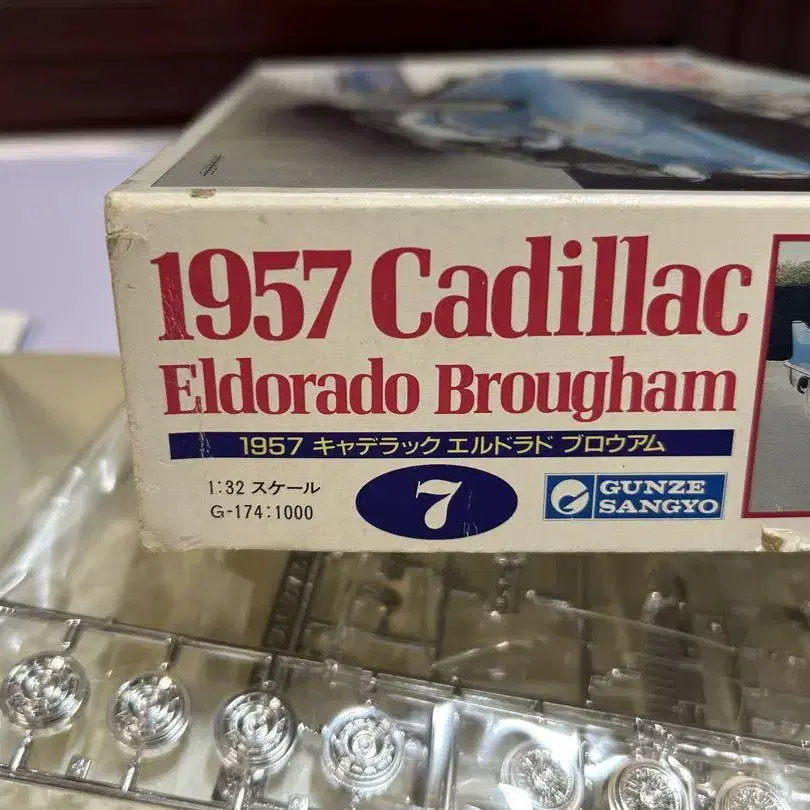 1957 Cadillac
Eldorado Brougham
1957 キャデラック エルドラド ブロウアム
1:32 スケール
G-174:1000
7
GUNZE
SANGYO